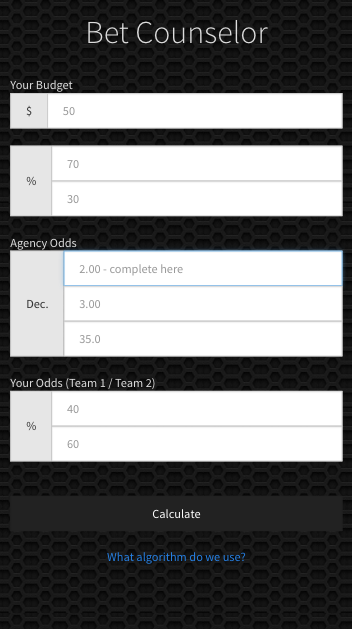 Bet Counselor
Your Budget
$ 50
70
%
30
Agency Odds
2.00 - complete here
Dec. 3.00
35.0
Your Odds (Team 1 / Team 2)
40
%
60
Calculate
What algorithm do we use?